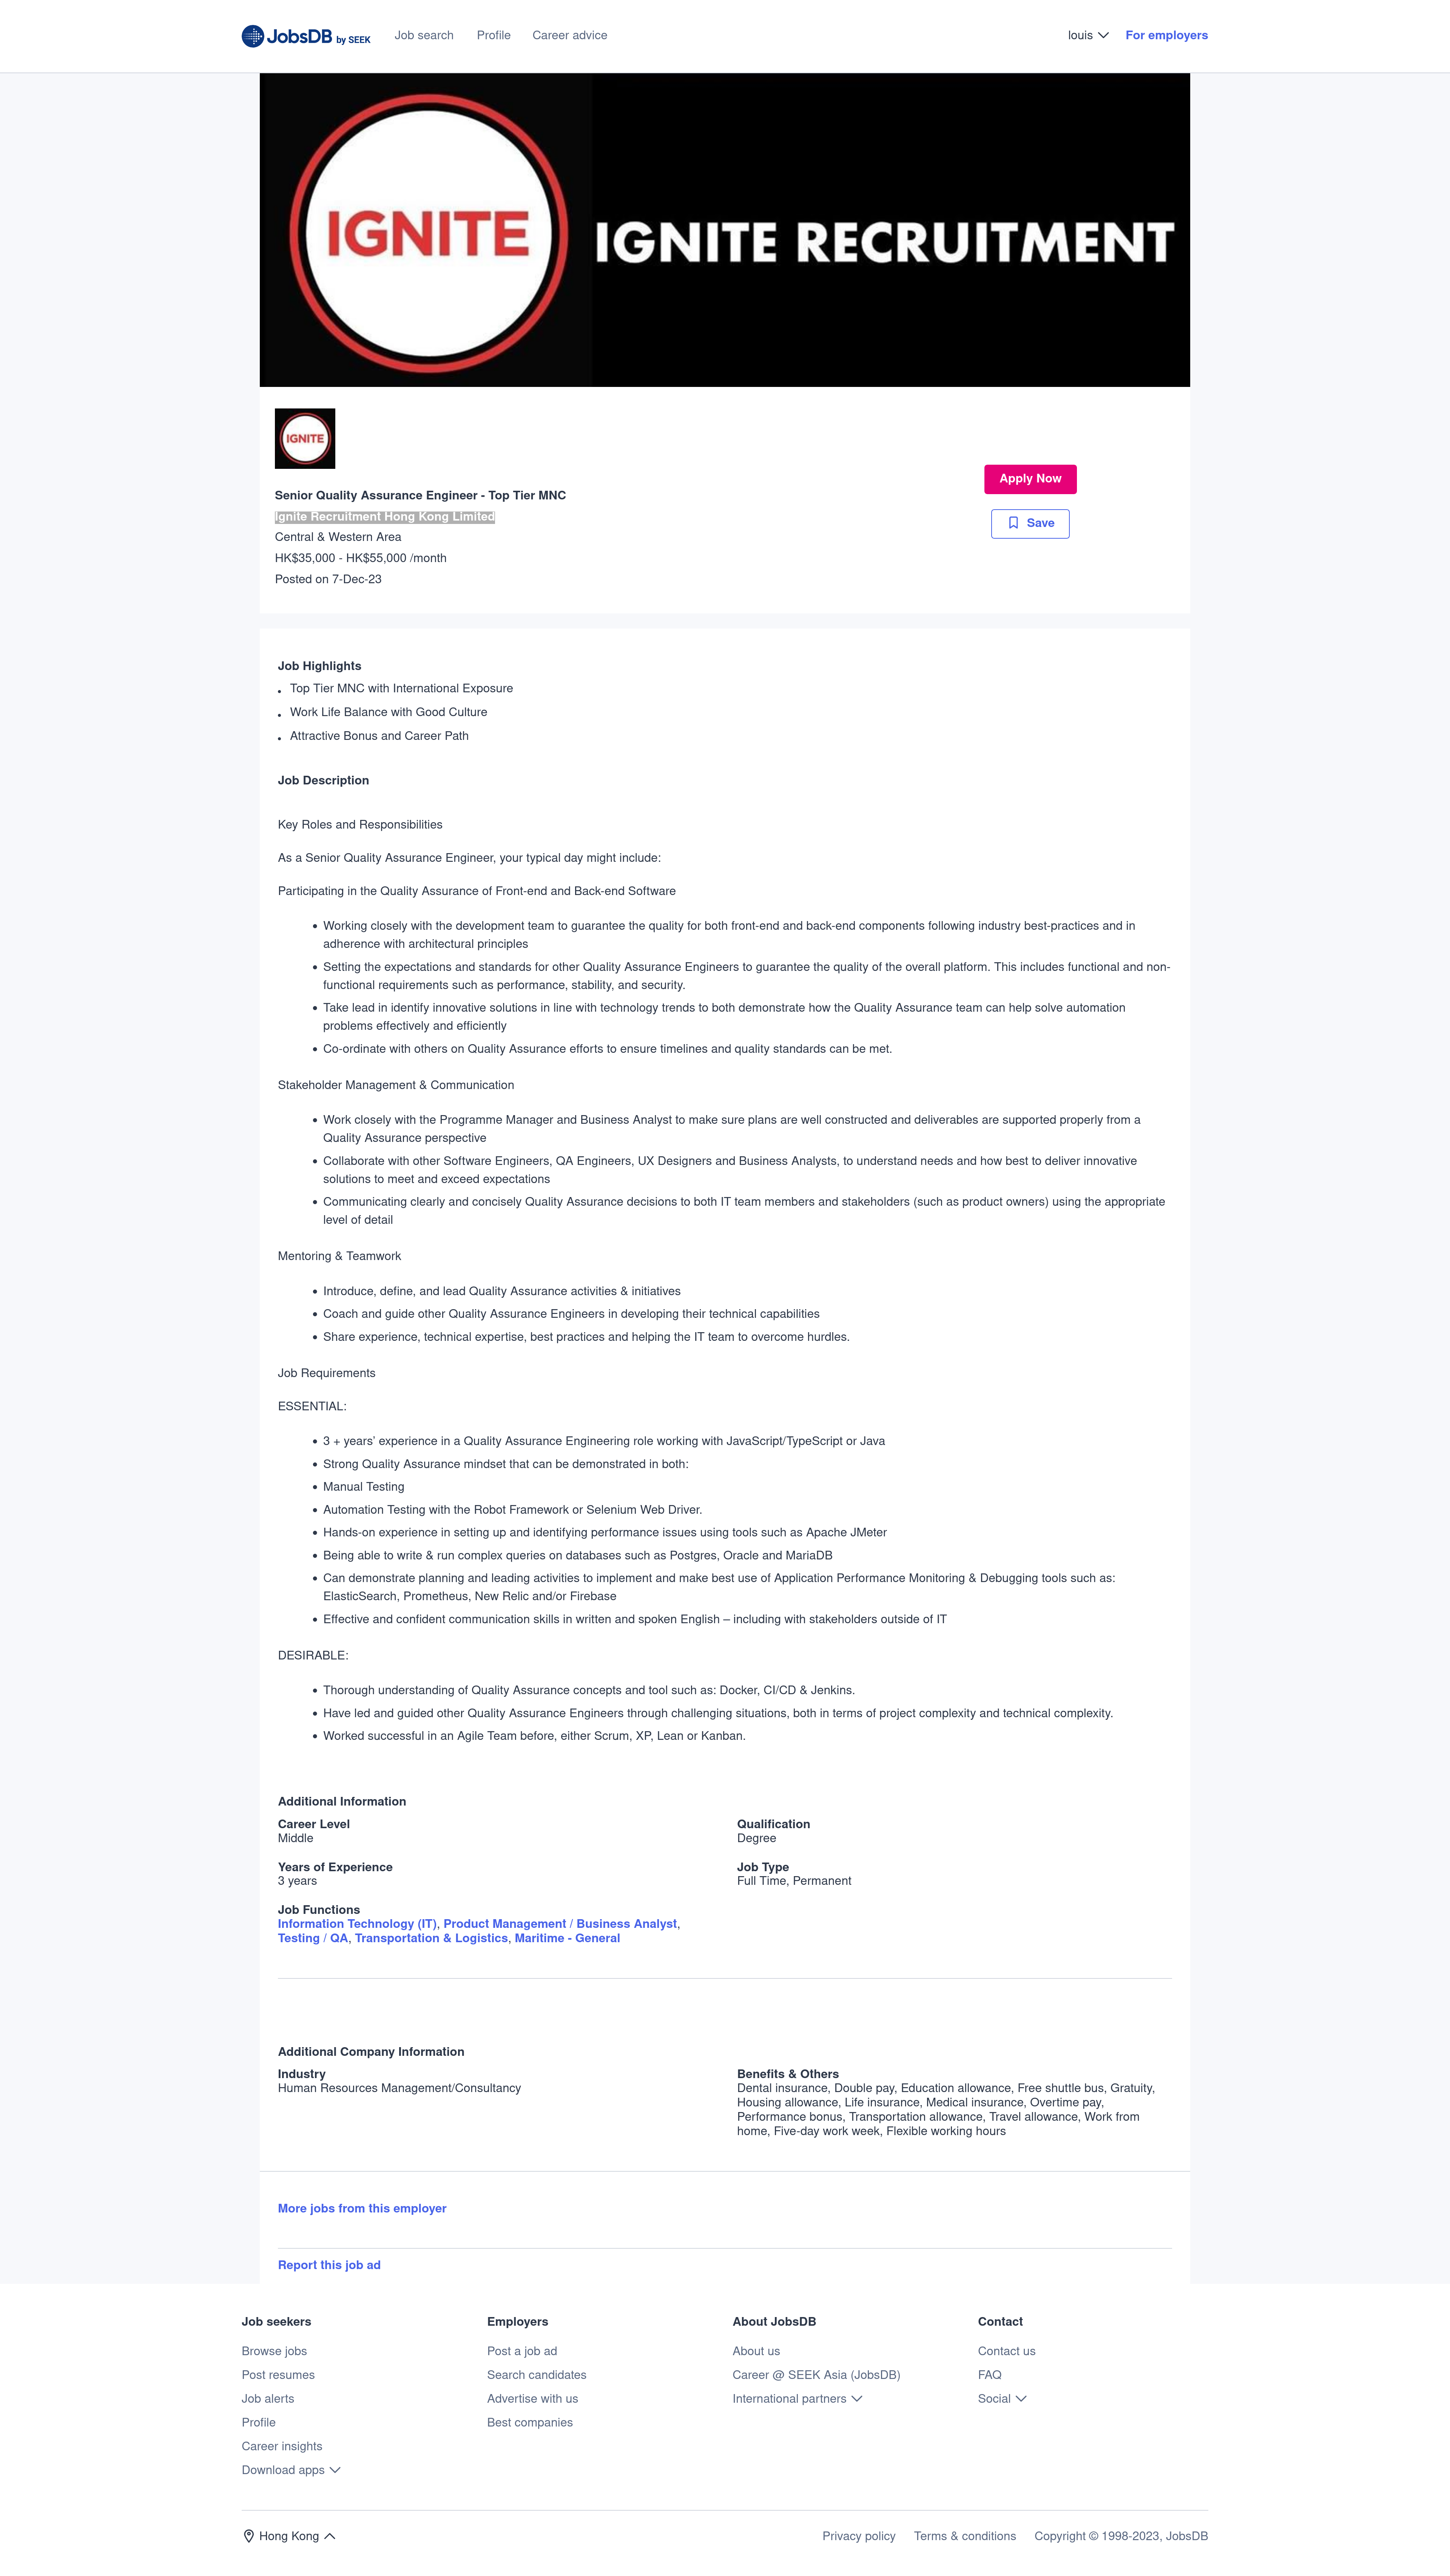 JobsDB by SEEK Job search Profile Career advice louis For employers
IGNITE IGNITE RECRUITMENT
IGNITE
Apply Now
Senior Quality Assurance Engineer - Top Tier MNC
Ignite Recruitment Hong Kong Limited
Save
Central & Western Area
HK$35,000 - HK$55,000 /month
Posted on 7-Dec-23
Job Highlights
Top Tier MNC with International Exposure
Work Life Balance with Good Culture
Attractive Bonus and Career Path
Job Description
Key Roles and Responsibilities
As a Senior Quality Assurance Engineer, your typical day might include:
Participating in the Quality Assurance of Front-end and Back-end Software
• Working closely with the development team to guarantee the quality for both front-end and back-end components following industry best-practices and in
adherence with architectural principles
• Setting the expectations and standards for other Quality Assurance Engineers to guarantee the quality of the overall platform. This includes functional and non-
functional requirements such as performance, stability, and security.
• Take lead in identify innovative solutions in line with technology trends to both demonstrate how the Quality Assurance team can help solve automation
problems effectively and efficiently
• Co-ordinate with others on Quality Assurance efforts to ensure timelines and quality standards can be met.
Stakeholder Management & Communication
• Work closely with the Programme Manager and Business Analyst to make sure plans are well constructed and deliverables are supported properly from a
Quality Assurance perspective
• Collaborate with other Software Engineers, QA Engineers, UX Designers and Business Analysts, to understand needs and how best to deliver innovative
solutions to meet and exceed expectations
• Communicating clearly and concisely Quality Assurance decisions to both IT team members and stakeholders (such as product owners) using the appropriate
level of detail
Mentoring & Teamwork
• Introduce, define, and lead Quality Assurance activities & initiatives
• Coach and guide other Quality Assurance Engineers in developing their technical capabilities
• Share experience, technical expertise, best practices and helping the IT team to overcome hurdles.
Job Requirements
ESSENTIAL:
• 3 + years' experience in a Quality Assurance Engineering role working with JavaScript/TypeScript or Java
• Strong Quality Assurance mindset that can be demonstrated in both:
• Manual Testing
• Automation Testing with the Robot Framework or Selenium Web Driver.
• Hands-on experience in setting up and identifying performance issues using tools such as Apache JMeter
• Being able to write & run complex queries on databases such as Postgres, Oracle and MariaDB
• Can demonstrate planning and leading activities to implement and make best use of Application Performance Monitoring & Debugging tools such as:
ElasticSearch, Prometheus, New Relic and/or Firebase
• Effective and confident communication skills in written and spoken English – including with stakeholders outside of IT
DESIRABLE:
• Thorough understanding of Quality Assurance concepts and tool such as: Docker, CI/CD & Jenkins.
• Have led and guided other Quality Assurance Engineers through challenging situations, both in terms of project complexity and technical complexity.
• Worked successful in an Agile Team before, either Scrum, XP, Lean or Kanban.
Additional Information
Career Level
Middle
Qualification
Degree
Years of Experience
3 years
Job Type
Full Time, Permanent
Job Functions
Information Technology (IT), Product Management / Business Analyst,
Testing / QA, Transportation & Logistics, Maritime - General
Additional Company Information
Industry
Human Resources Management/Consultancy
Benefits & Others
Dental insurance, Double pay, Education allowance, Free shuttle bus, Gratuity,
Housing allowance, Life insurance, Medical insurance, Overtime pay,
Performance bonus, Transportation allowance, Travel allowance, Work from
home, Five-day work week, Flexible working hours
More jobs from this employer
Report this job ad
Job seekers
Browse jobs
Post resumes
Job alerts
Profile
Career insights
Download apps
Employers
Post a job ad
Search candidates
Advertise with us
Best companies
About JobsDB
About us
Career @ SEEK Asia (JobsDB)
International partners
Contact
Contact us
FAQ
Social
Hong Kong Privacy policy Terms & conditions Copyright © 1998-2023, JobsDB